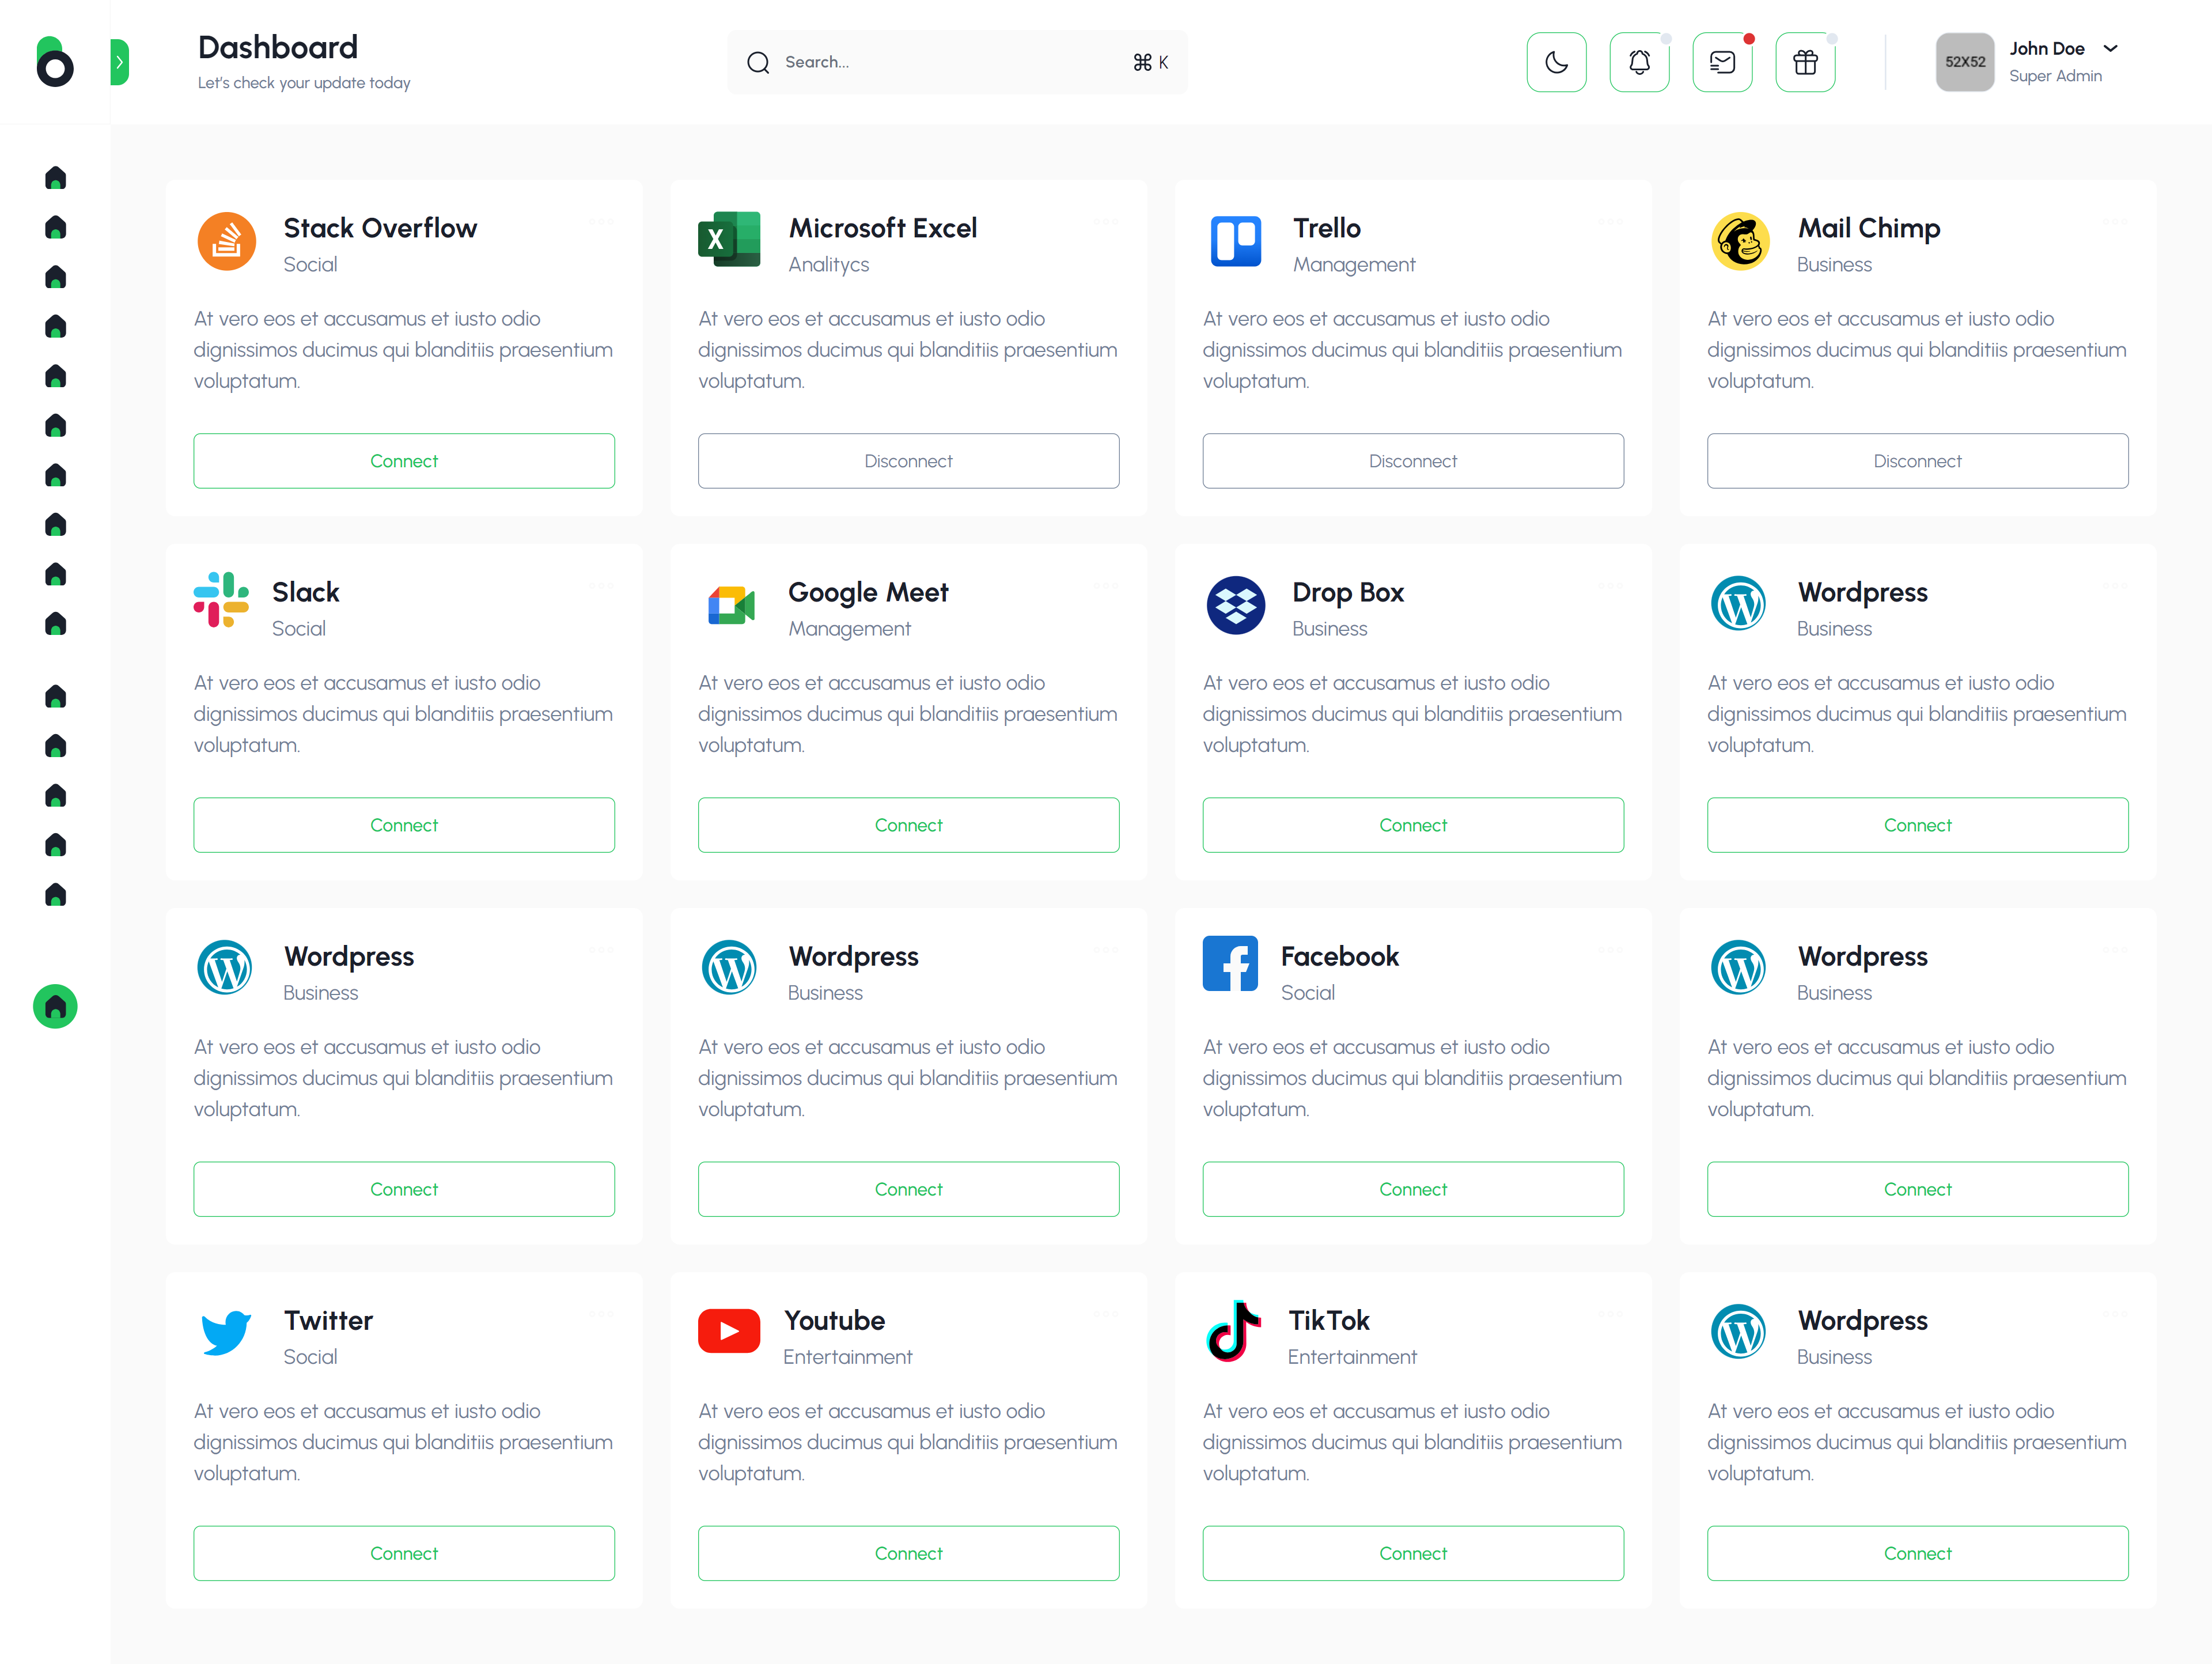 Dashboard
Let's check your update today
Search...
⌘ K
52X52
John Doe
Super Admin
Stack Overflow
Social
At vero eos et accusamus et iusto odio
dignissimos ducimus qui blanditiis praesentium
voluptatum.
Connect
Microsoft Excel
Analitycs
At vero eos et accusamus et iusto odio
dignissimos ducimus qui blanditiis praesentium
voluptatum.
Disconnect
Trello
Management
At vero eos et accusamus et iusto odio
dignissimos ducimus qui blanditiis praesentium
voluptatum.
Disconnect
Mail Chimp
Business
At vero eos et accusamus et iusto odio
dignissimos ducimus qui blanditiis praesentium
voluptatum.
Disconnect
Slack
Social
At vero eos et accusamus et iusto odio
dignissimos ducimus qui blanditiis praesentium
voluptatum.
Connect
Google Meet
Management
At vero eos et accusamus et iusto odio
dignissimos ducimus qui blanditiis praesentium
voluptatum.
Connect
Drop Box
Business
At vero eos et accusamus et iusto odio
dignissimos ducimus qui blanditiis praesentium
voluptatum.
Connect
Wordpress
Business
At vero eos et accusamus et iusto odio
dignissimos ducimus qui blanditiis praesentium
voluptatum.
Connect
Wordpress
Business
At vero eos et accusamus et iusto odio
dignissimos ducimus qui blanditiis praesentium
voluptatum.
Connect
Wordpress
Business
At vero eos et accusamus et iusto odio
dignissimos ducimus qui blanditiis praesentium
voluptatum.
Connect
Facebook
Social
At vero eos et accusamus et iusto odio
dignissimos ducimus qui blanditiis praesentium
voluptatum.
Connect
Wordpress
Business
At vero eos et accusamus et iusto odio
dignissimos ducimus qui blanditiis praesentium
voluptatum.
Connect
Twitter
Social
At vero eos et accusamus et iusto odio
dignissimos ducimus qui blanditiis praesentium
voluptatum.
Connect
Youtube
Entertainment
At vero eos et accusamus et iusto odio
dignissimos ducimus qui blanditiis praesentium
voluptatum.
Connect
TikTok
Entertainment
At vero eos et accusamus et iusto odio
dignissimos ducimus qui blanditiis praesentium
voluptatum.
Connect
Wordpress
Business
At vero eos et accusamus et iusto odio
dignissimos ducimus qui blanditiis praesentium
voluptatum.
Connect